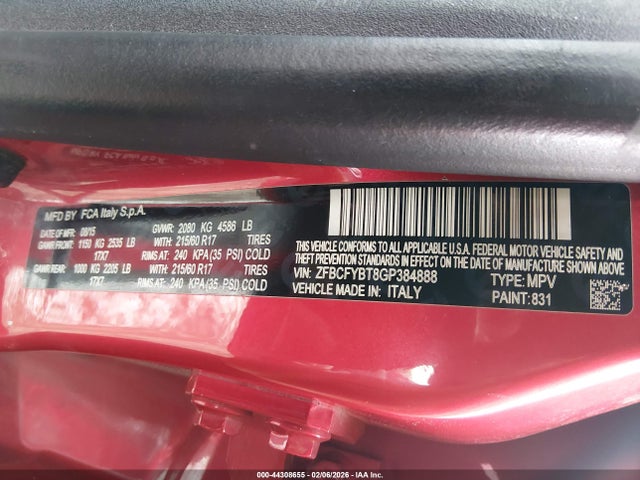 MFD BY FCA Italy S.p.A.
DATE OF MFR: 09/15 GVWR: 2080 KG 4586 LB
GAWR FRONT: 1150 KG 2535 LB WITH: 215/60 R17 TIRES
17X7 RIMS AT: 240 KPA(35 PSI) COLD
GAWR REAR: 1000 KG 2205 LB WITH: 215/60 R17 TIRES
17X7 RIMS AT: 240 KPA(35 PSI) COLD
THIS VEHICLE CONFORMS TO ALL APPLICABLE U.S.A. FEDERAL MOTOR VEHICLE SAFETY
AND THEFT PREVENTION STANDARDS IN EFFECT ON THE DATE OF MANUFACTURE SHOWN ABOVE
VIN: ZFBCFYBT8GP384888 TYPE: MPV
VEHICLE MADE IN: ITALY PAINT: 831
000-44308655 - 02/06/2026 - IAA Inc.